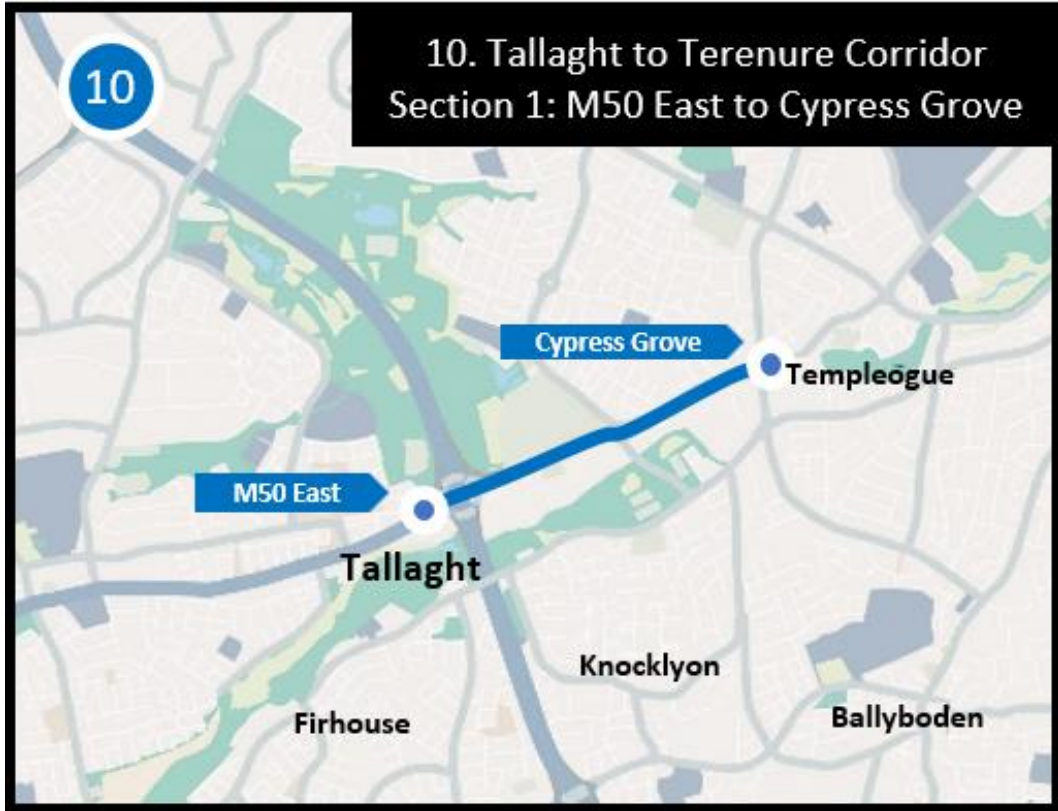 10
10. Tallaght to Terenure Corridor
Section 1: M50 East to Cypress Grove
Cypress Grove
Templeogue
M50 East
Tallaght
Knocklyon
Firhouse
Ballyboden